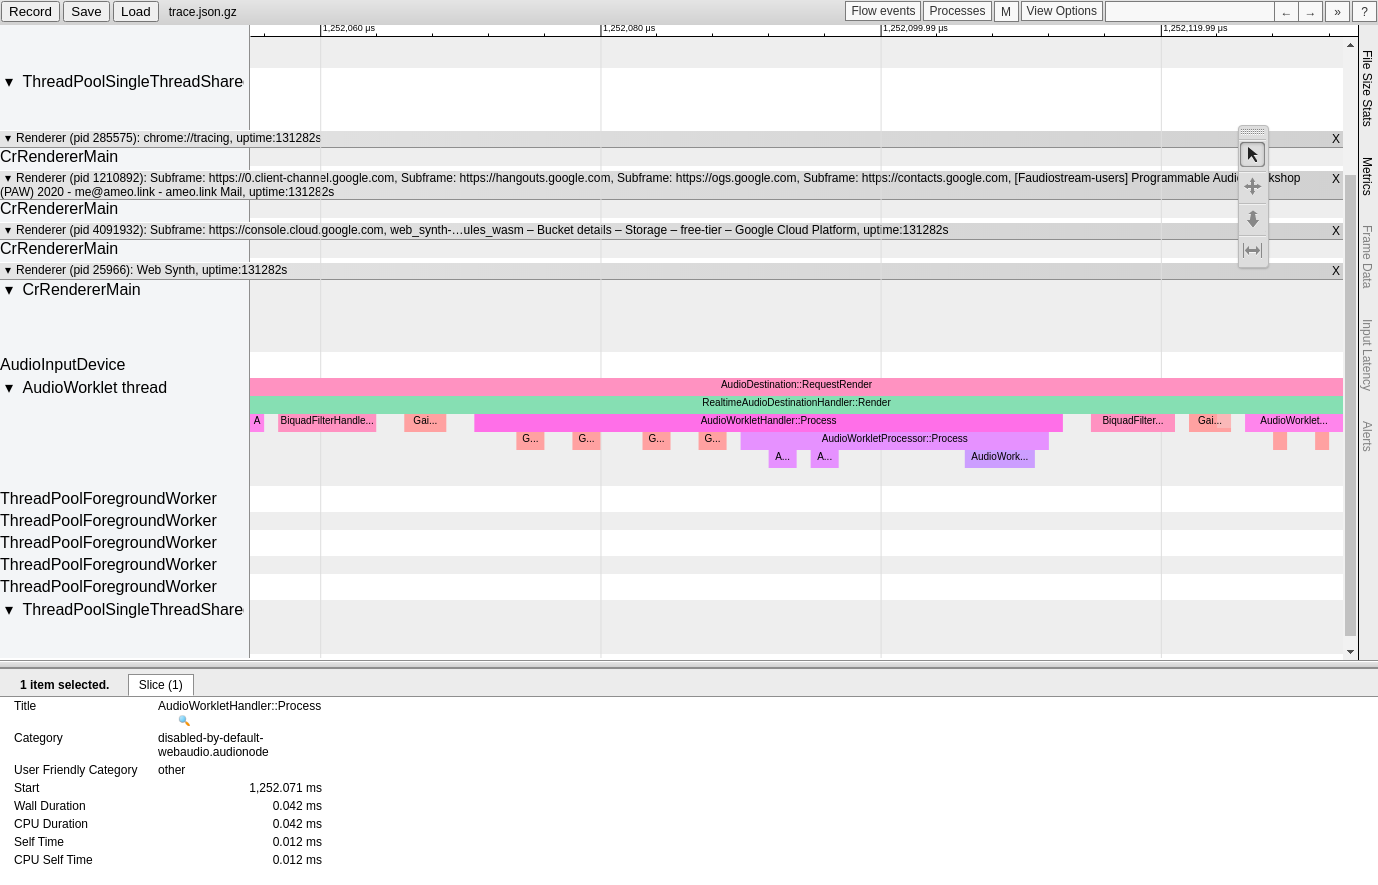 Record Save Load trace.json.gz Flow events Processes M View Options ← → » ?
1,252,060 μs 1,252,080 μs 1,252,099.99 μs 1,252,119.99 μs
▼ ThreadPoolSingleThreadShare
▼ Renderer (pid 285575): chrome://tracing, uptime:131282s X
CrRendererMain
▼ Renderer (pid 1210892): Subframe: https://0.client-channel.google.com, Subframe: https://hangouts.google.com, Subframe: https://ogs.google.com, Subframe: https://contacts.google.com, [Faudiostream-users] Programmable Audi kshop X
(PAW) 2020 - me@ameo.link - ameo.link Mail, uptime:131282s
CrRendererMain
▼ Renderer (pid 4091932): Subframe: https://console.cloud.google.com, web_synth-…ules_wasm – Bucket details – Storage – free-tier – Google Cloud Platform, uptime:131282s X
CrRendererMain
▼ Renderer (pid 25966): Web Synth, uptime:131282s X
▼ CrRendererMain
AudioInputDevice
▼ AudioWorklet thread
AudioDestination::RequestRender
RealtimeAudioDestinationHandler::Render
A BiquadFilterHandle... Gai... AudioWorkletHandler::Process BiquadFilter... Gai... AudioWorklet...
G... G... G... G... AudioWorkletProcessor::Process
A... A... AudioWork...
ThreadPoolForegroundWorker
ThreadPoolForegroundWorker
ThreadPoolForegroundWorker
ThreadPoolForegroundWorker
ThreadPoolForegroundWorker
▼ ThreadPoolSingleThreadShare
File Size Stats
Metrics
Frame Data
Input Latency
Alerts
1 item selected. Slice (1)
Title AudioWorkletHandler::Process
Category disabled-by-default-
webaudio.audionode
User Friendly Category other
Start 1,252.071 ms
Wall Duration 0.042 ms
CPU Duration 0.042 ms
Self Time 0.012 ms
CPU Self Time 0.012 ms